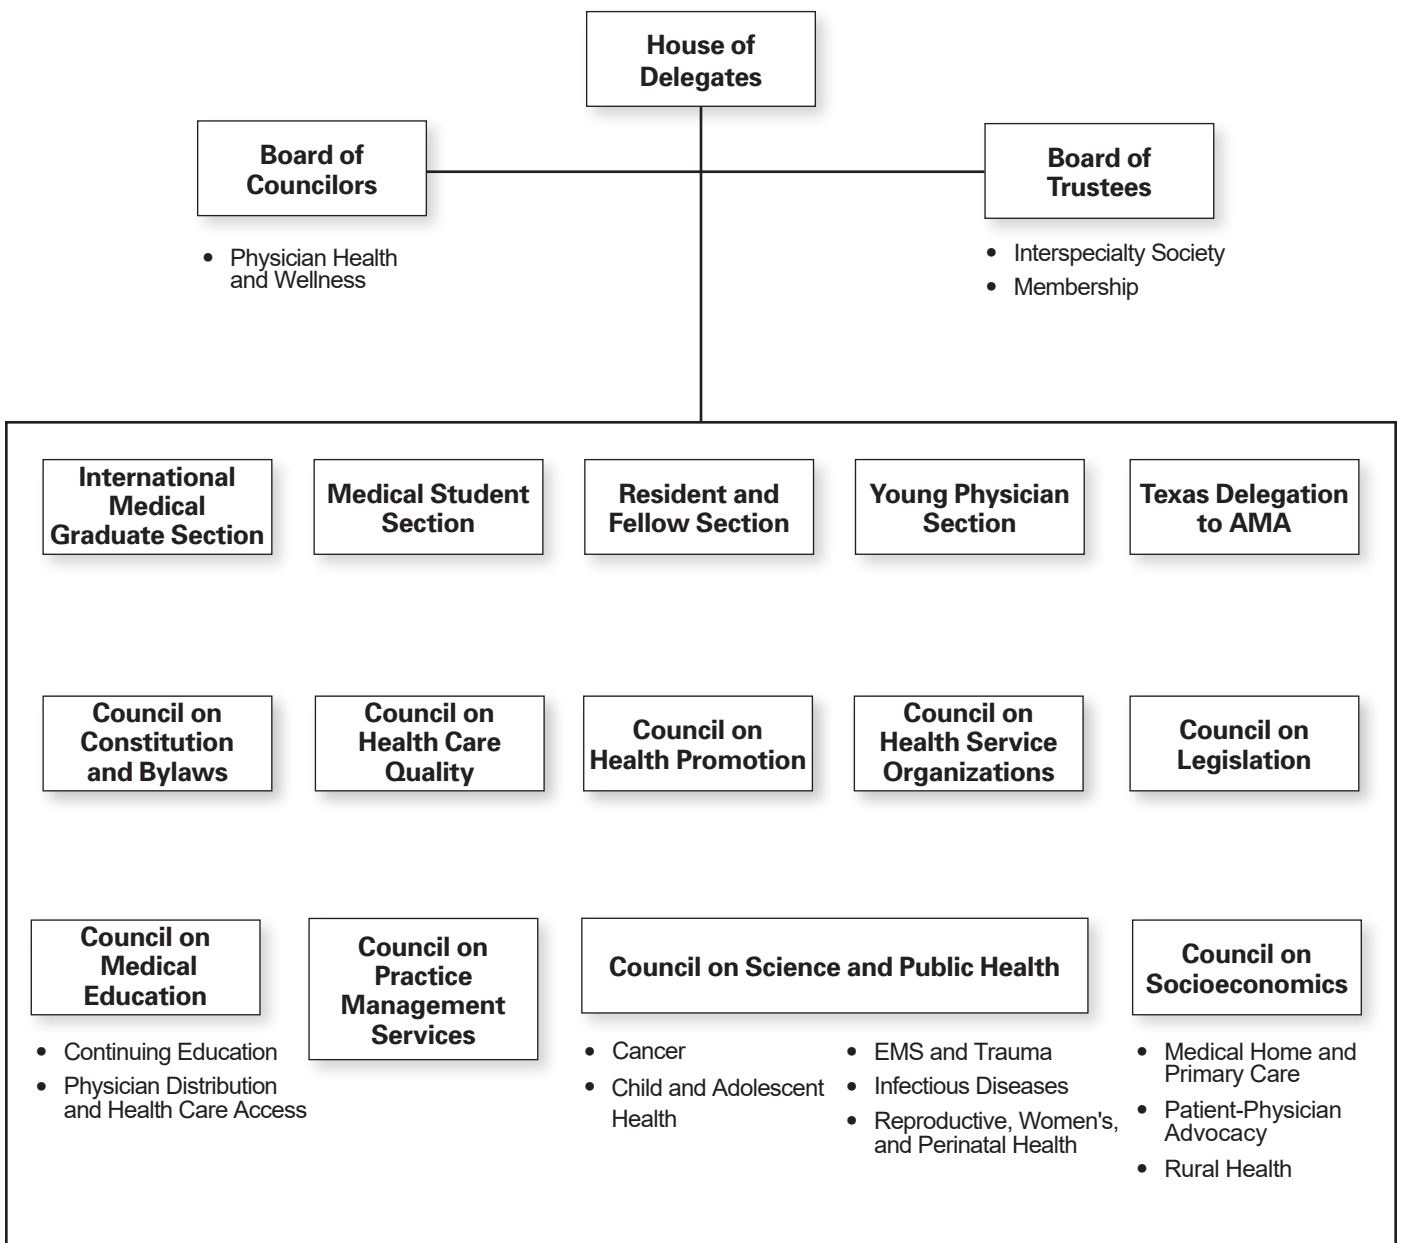 House of
Delegates
Board of
Councilors
• Physician Health
and Wellness
Board of
Trustees
• Interspecialty Society
• Membership
International
Medical
Graduate Section
Medical Student
Section
Resident and
Fellow Section
Young Physician
Section
Texas Delegation
to AMA
Council on
Constitution
and Bylaws
Council on
Health Care
Quality
Council on
Health Promotion
Council on
Health Service
Organizations
Council on
Legislation
Council on
Medical
Education
• Continuing Education
• Physician Distribution
and Health Care Access
Council on
Practice
Management
Services
Council on Science and Public Health
• Cancer
• Child and Adolescent
Health
• EMS and Trauma
• Infectious Diseases
• Reproductive, Women's,
and Perinatal Health
Council on
Socioeconomics
• Medical Home and
Primary Care
• Patient-Physician
Advocacy
• Rural Health